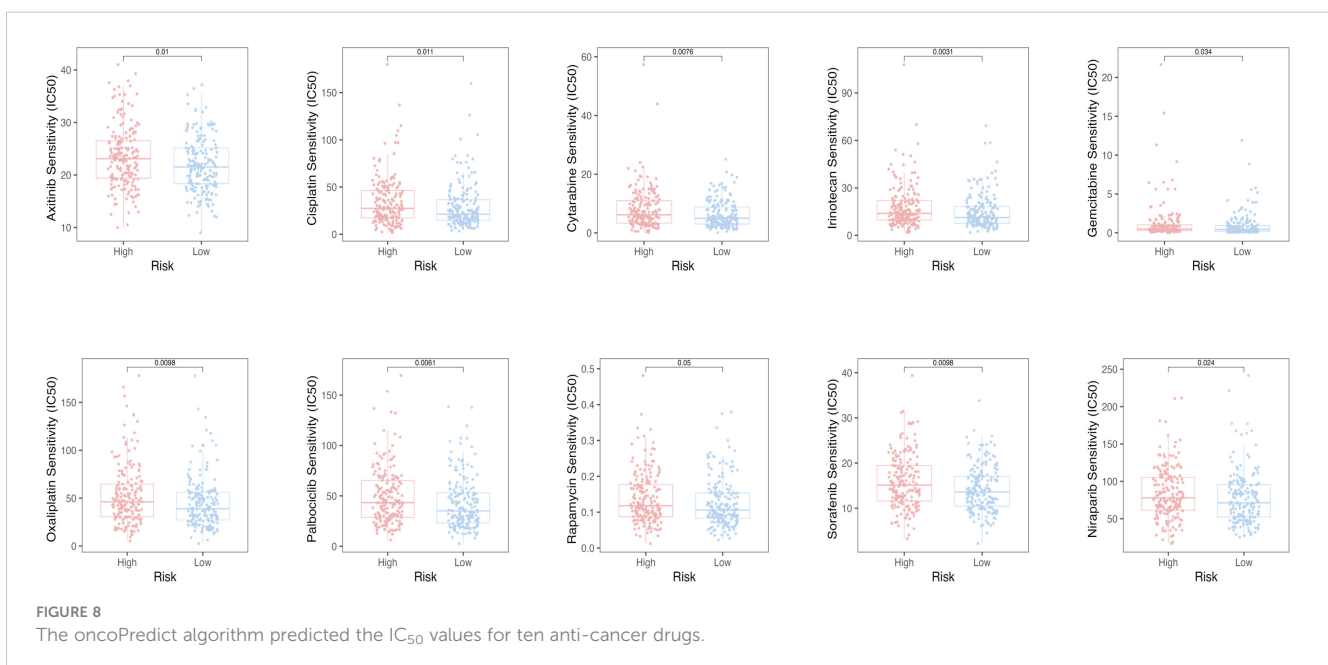 0.01
Axitinib Sensitivity (IC50)
40
30
20
10
High
Low
Risk
0.011
Cisplatin Sensitivity (IC50)
150
100
50
0
High
Low
Risk
0.0076
Cytarabine Sensitivity (IC50)
60
40
20
0
High
Low
Risk
0.0031
Irinotecan Sensitivity (IC50)
90
60
30
0
High
Low
Risk
0.034
Gemcitabine Sensitivity (IC50)
20
15
10
5
0
High
Low
Risk
0.0098
Oxaliplatin Sensitivity (IC50)
150
100
50
0
High
Low
Risk
0.0061
Palbociclib Sensitivity (IC50)
150
100
50
0
High
Low
Risk
0.05
Rapamycin Sensitivity (IC50)
0.5
0.4
0.3
0.2
0.1
0.0
High
Low
Risk
0.0098
Sorafenib Sensitivity (IC50)
40
30
20
10
High
Low
Risk
0.024
Niraparib Sensitivity (IC50)
250
200
150
100
50
High
Low
Risk
FIGURE 8
The oncoPredict algorithm predicted the IC50 values for ten anti-cancer drugs.